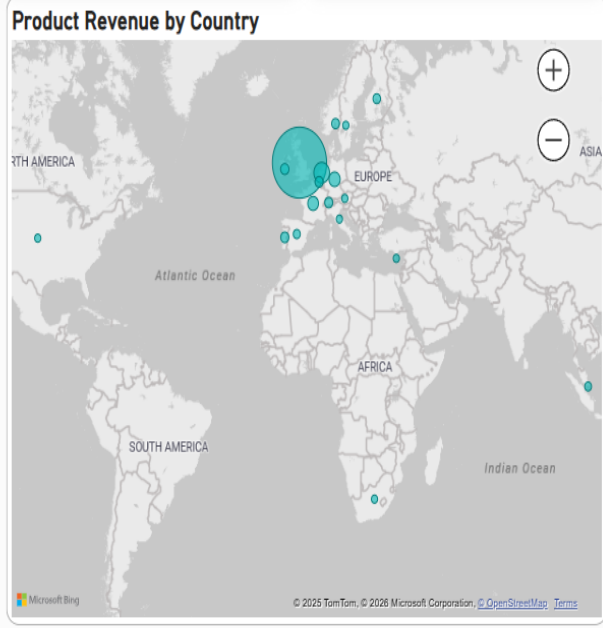 Product Revenue by Country
+
−
ASIA
RTH AMERICA
EUROPE
Atlantic Ocean
AFRICA
SOUTH AMERICA
Indian Ocean
Microsoft Bing
© 2025 TomTom, © 2026 Microsoft Corporation, © OpenStreetMap Terms